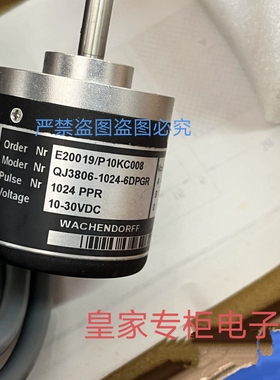 严禁盗图盗图必究
Order Nr E20019/P10KC008
Moder Nr QJ3806-1024-6DPGR
Pulse Nr 1024 PPR
Voltage 10-30VDC
WACHENDORFF
皇家专柜电子